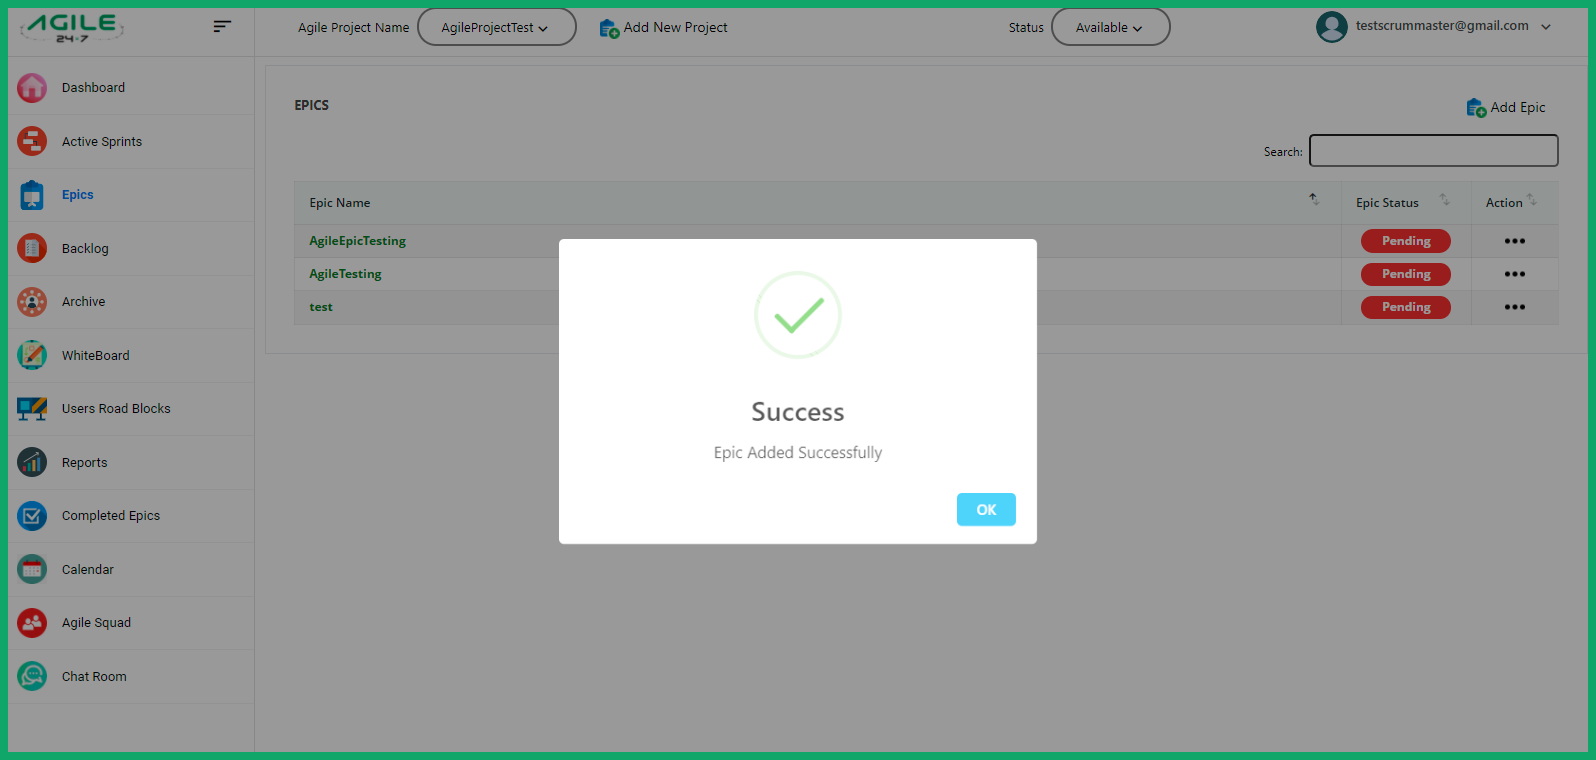 AGILE
24×7
Agile Project Name
AgileProjectTest
Add New Project
Status
Available
testscrummaster@gmail.com
Dashboard
Active Sprints
Epics
Backlog
Archive
WhiteBoard
Users Road Blocks
Reports
Completed Epics
Calendar
Agile Squad
Chat Room
EPICS
Add Epic
Search:
Epic Name
Epic Status
Action
AgileEpicTesting
Pending
AgileTesting
Pending
test
Pending
Success
Epic Added Successfully
OK